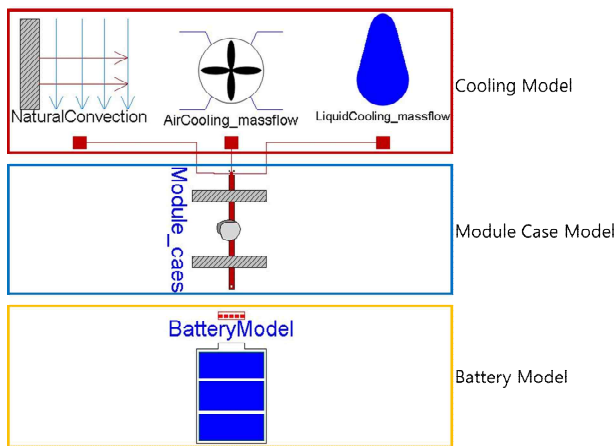 NaturalConvection
AirCooling_massflow
LiquidCooling_massflow
Cooling Model
Module_caes
Module Case Model
BatteryModel
Battery Model